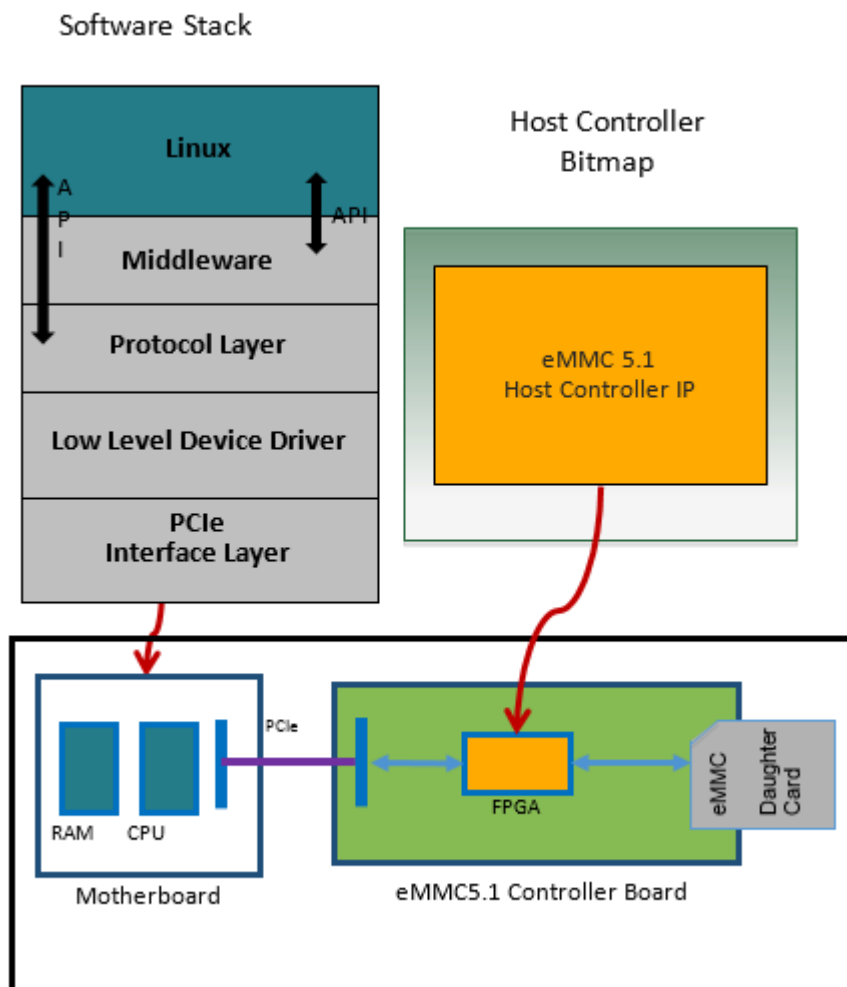 Software Stack
Linux
A
P
I
API
Middleware
Protocol Layer
Low Level Device Driver
PCIe
Interface Layer
Host Controller
Bitmap
eMMC 5.1
Host Controller IP
RAM
CPU
PCIe
Motherboard
FPGA
eMMC
Daughter
Card
eMMC5.1 Controller Board